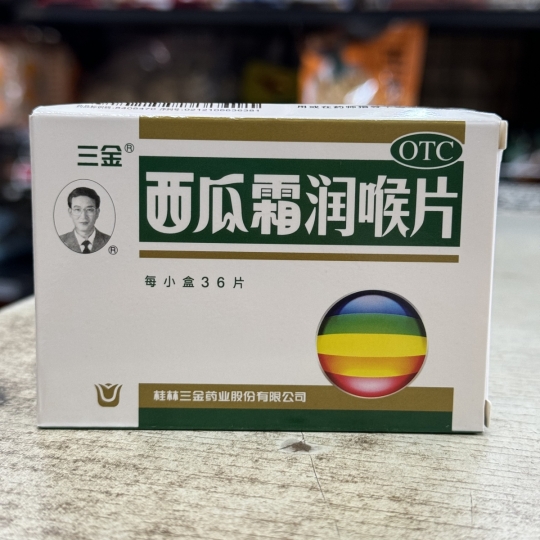 三金®
OTC
西瓜霜润喉片
®
每小盒36片
桂林三金药业股份有限公司